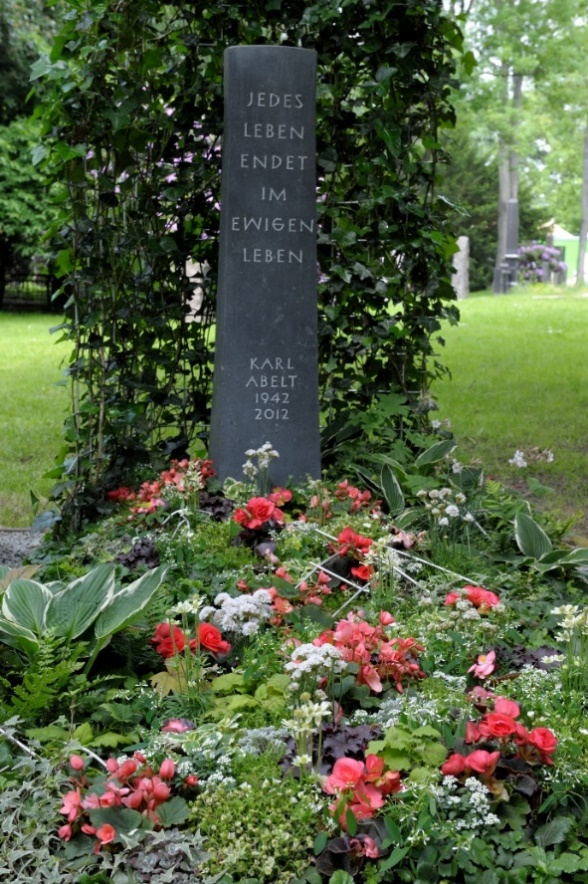 JEDES
LEBEN
ENDET
IM
EWIGEN
LEBEN
KARL
ABELT
1942
2012